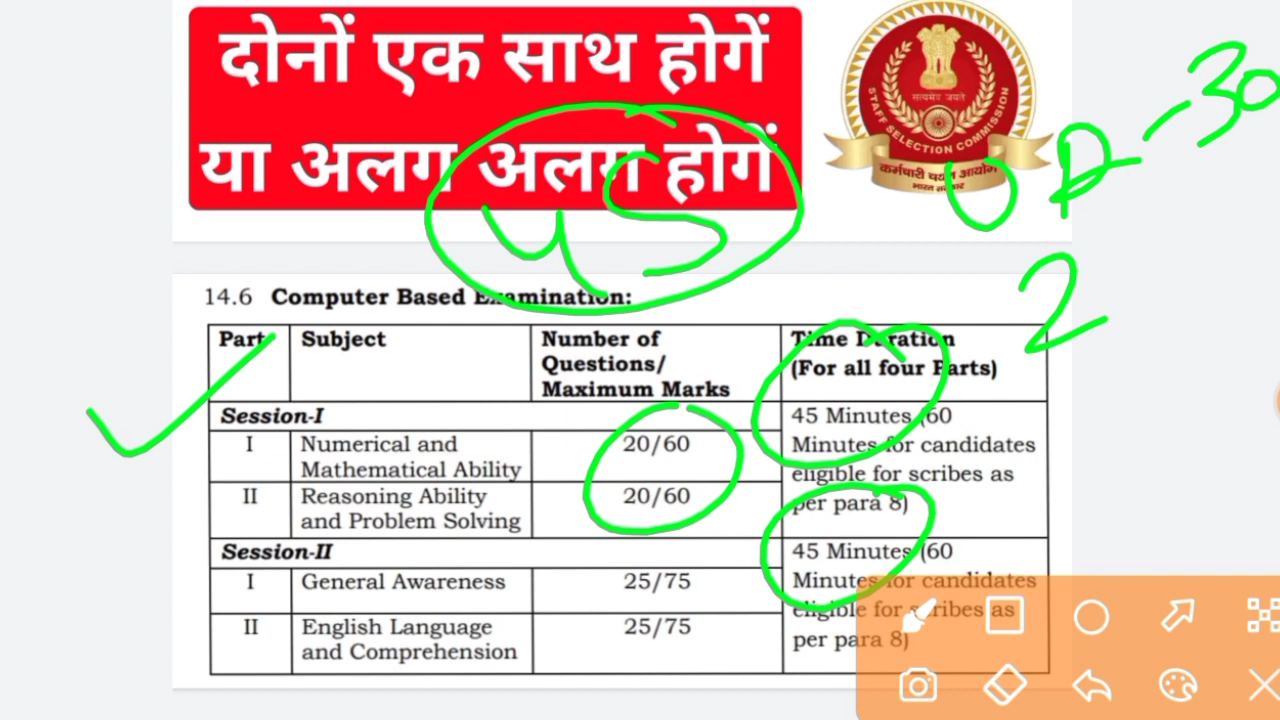 दोनों एक साथ होगें
या अलग अलग होगें
सत्यमेव जयते
STAFF SELECTION COMMISSION
कर्मचारी चयन आयोग
भारत सरकार
-30
45
2
14.6 Computer Based Examination:
Part Subject Number of Questions/ Maximum Marks Time Duration (For all four Parts)
Session-I
I Numerical and Mathematical Ability 20/60
II Reasoning Ability and Problem Solving 20/60
45 Minutes (60
Minutes for candidates
eligible for scribes as
per para 8)
Session-II
I General Awareness 25/75
II English Language and Comprehension 25/75
45 Minutes (60
Minutes for candidates
eligible for scribes as
per para 8)